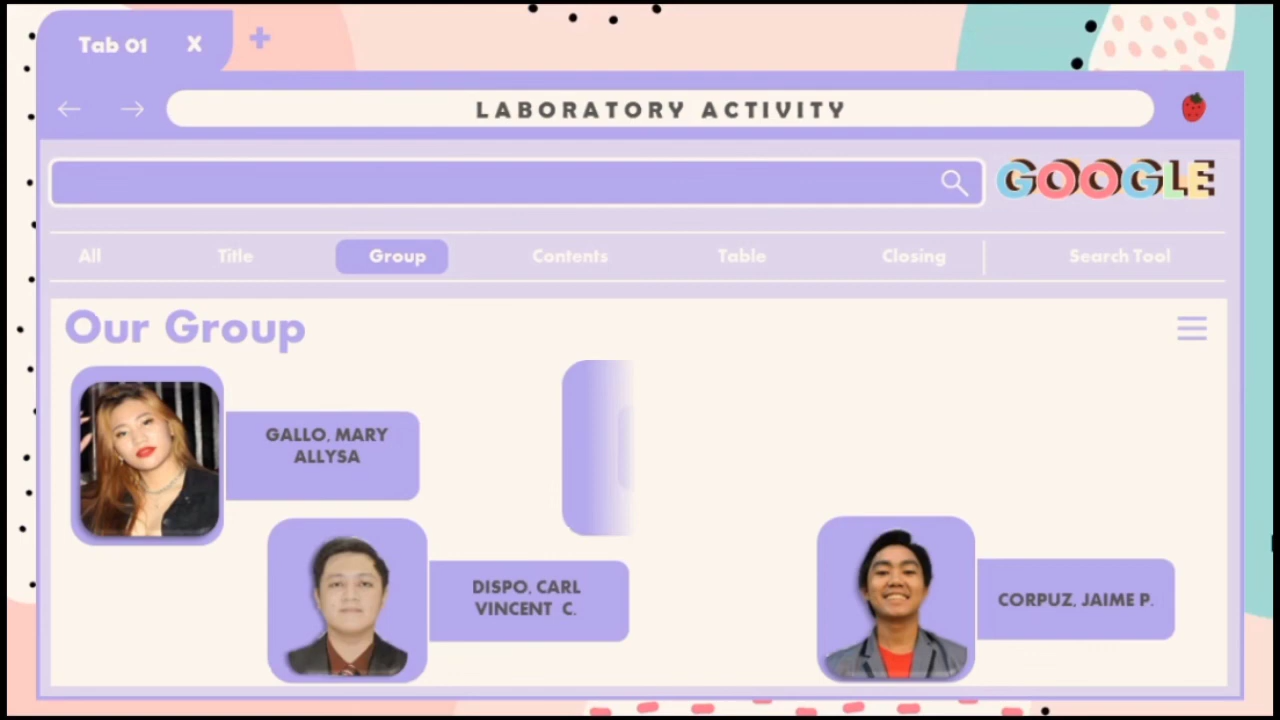 Tab 01 X +
LABORATORY ACTIVITY
GOOGLE
All Title Group Contents Table Closing Search Tool
Our Group
GALLO, MARY
ALLYSA
DISPO, CARL
VINCENT C.
CORPUZ, JAIME P.